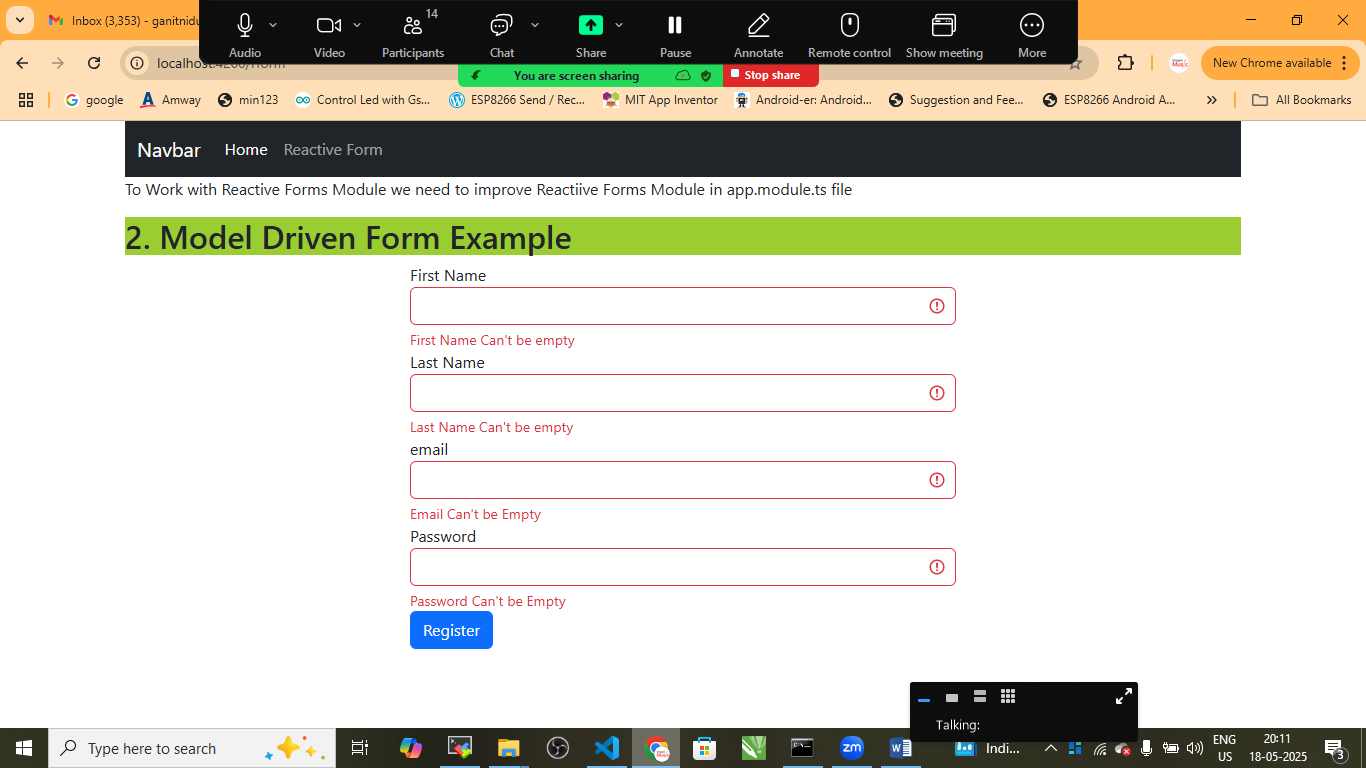 Inbox (3,353) - ganitnidu
14
Audio
Video
Participants
Chat
Share
Pause
Annotate
Remote control
Show meeting
More
New Chrome available
You are screen sharing
Stop share
google
Amway
min123
Control Led with Gs...
ESP8266 Send / Rec...
MIT App Inventor
Android-er: Android...
Suggestion and Fee...
ESP8266 Android A...
»
All Bookmarks
Navbar
Home
Reactive Form
To Work with Reactive Forms Module we need to improve Reactiive Forms Module in app.module.ts file
2. Model Driven Form Example
First Name
First Name Can't be empty
Last Name
Last Name Can't be empty
email
Email Can't be Empty
Password
Password Can't be Empty
Register
Talking:
Type here to search
zm
Indi...
ENG
US
20:11
18-05-2025
3